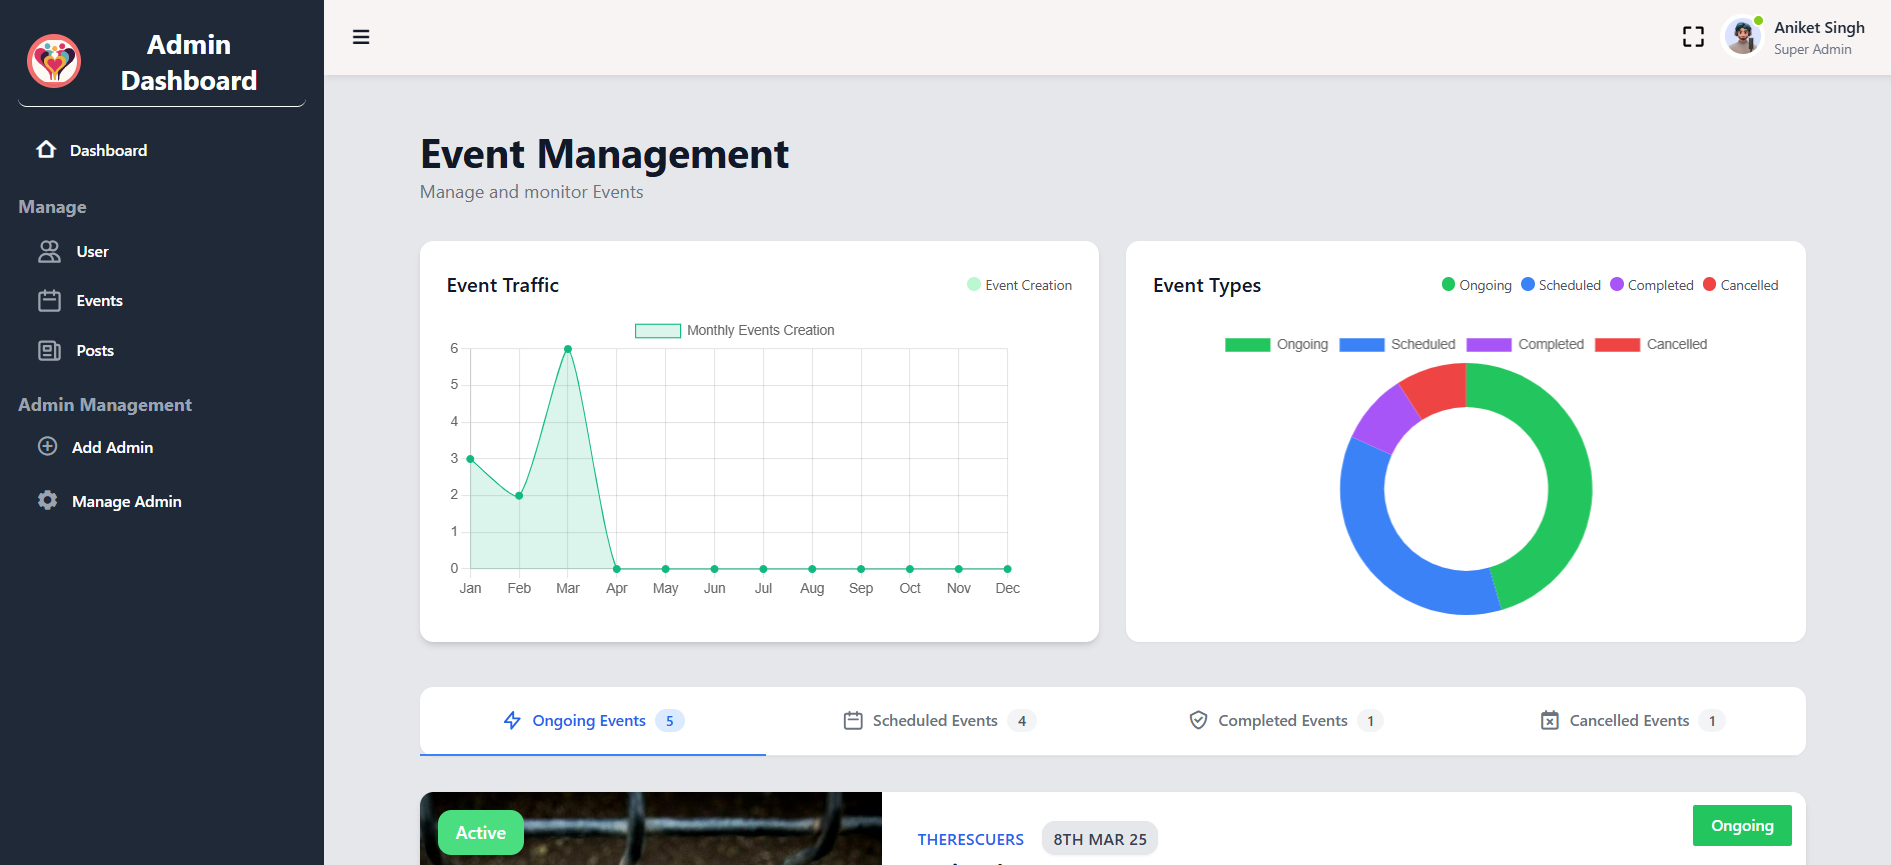 Admin
Dashboard
Dashboard
Manage
User
Events
Posts
Admin Management
Add Admin
Manage Admin
Aniket Singh
Super Admin
Event Management
Manage and monitor Events
Event Traffic
Event Creation
Monthly Events Creation
6
5
4
3
2
1
0
Jan Feb Mar Apr May Jun Jul Aug Sep Oct Nov Dec
Event Types
Ongoing Scheduled Completed Cancelled
Ongoing Scheduled Completed Cancelled
Ongoing Events 5
Scheduled Events 4
Completed Events 1
Cancelled Events 1
Active
THERESCUERS 8TH MAR 25
Ongoing